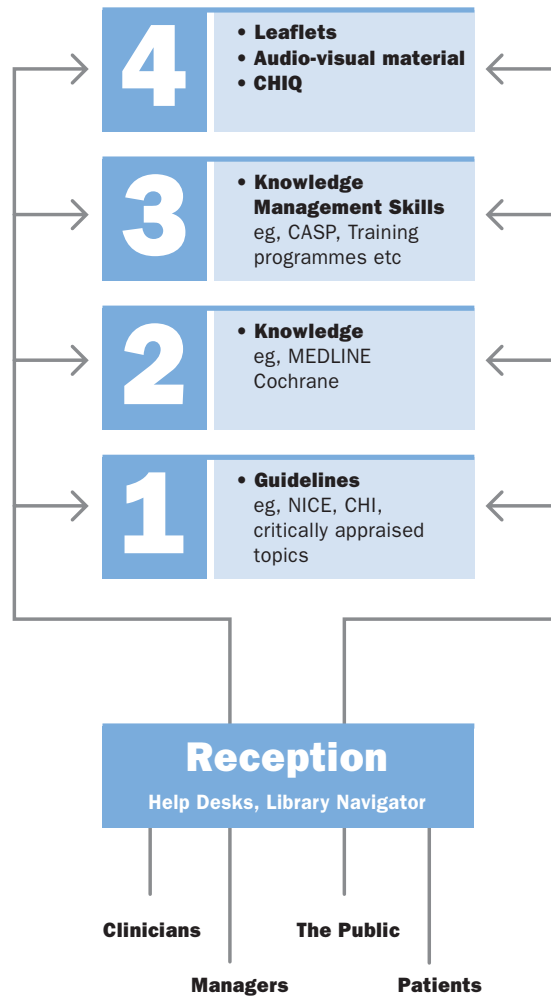 4
• Leaflets
• Audio-visual material
• CHIQ
3
• Knowledge
Management Skills
eg, CASP, Training
programmes etc
2
• Knowledge
eg, MEDLINE
Cochrane
1
• Guidelines
eg, NICE, CHI,
critically appraised
topics
Reception
Help Desks, Library Navigator
Clinicians
The Public
Managers
Patients